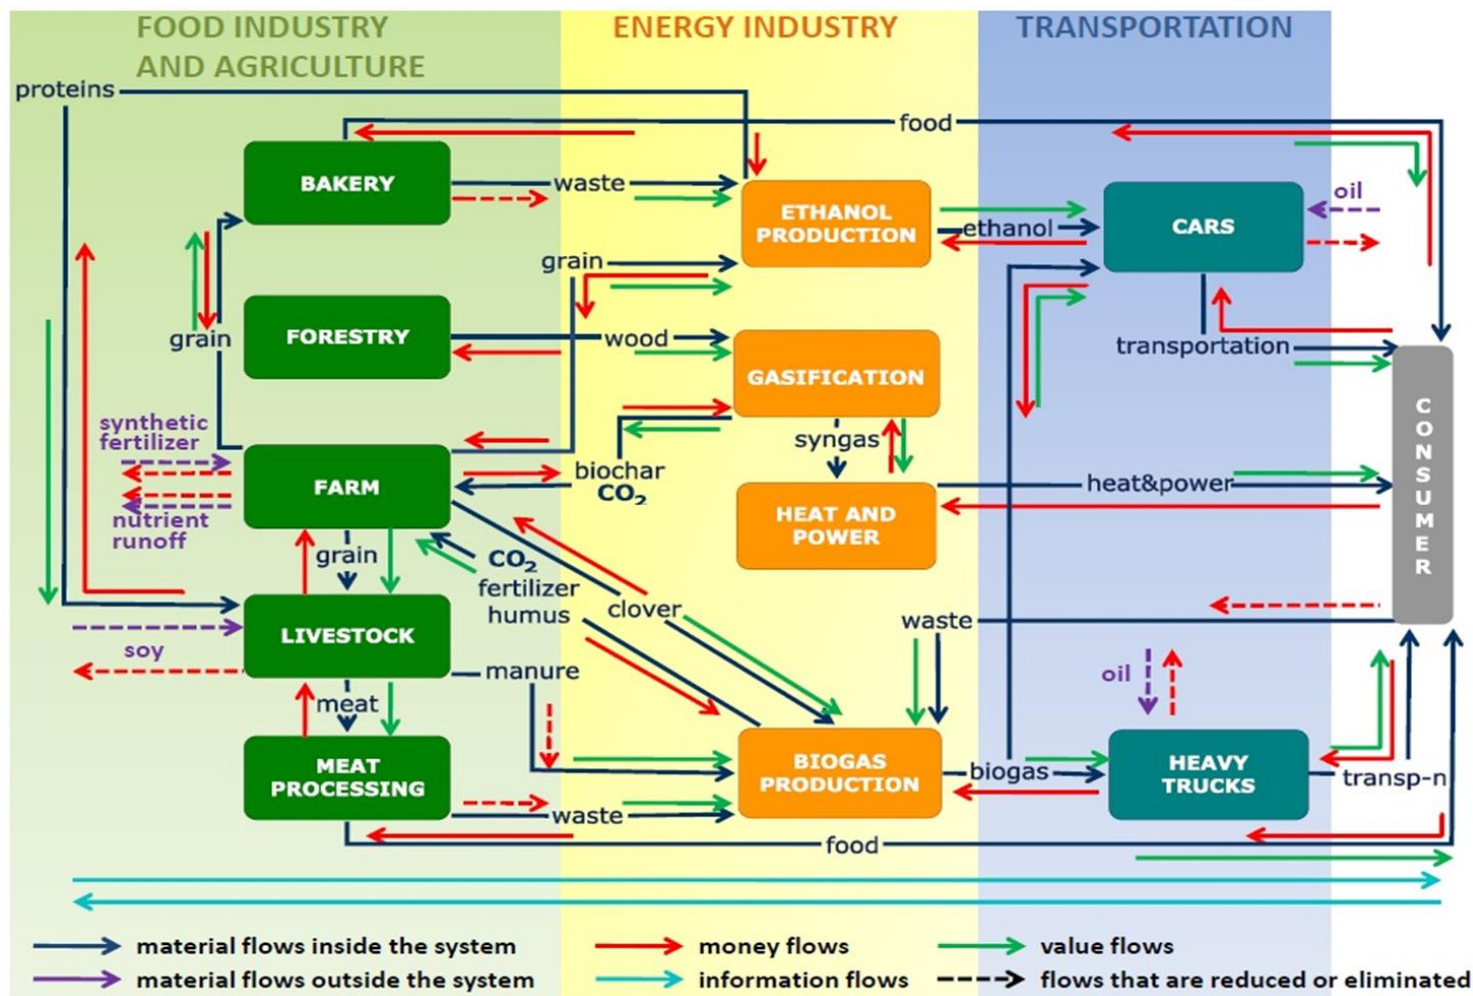 FOOD INDUSTRY
AND AGRICULTURE
ENERGY INDUSTRY
TRANSPORTATION
proteins
food
BAKERY
waste
ETHANOL
PRODUCTION
ethanol
CARS
oil
grain
grain
FORESTRY
wood
GASIFICATION
transportation
synthetic
fertilizer
FARM
biochar
CO2
syngas
heat&power
HEAT AND
POWER
CONSUMER
nutrient
runoff
grain
CO2
fertilizer
humus
clover
waste
LIVESTOCK
soy
manure
oil
meat
MEAT
PROCESSING
BIOGAS
PRODUCTION
biogas
HEAVY
TRUCKS
transp-n
waste
food
material flows inside the system
money flows
value flows
material flows outside the system
information flows
flows that are reduced or eliminated